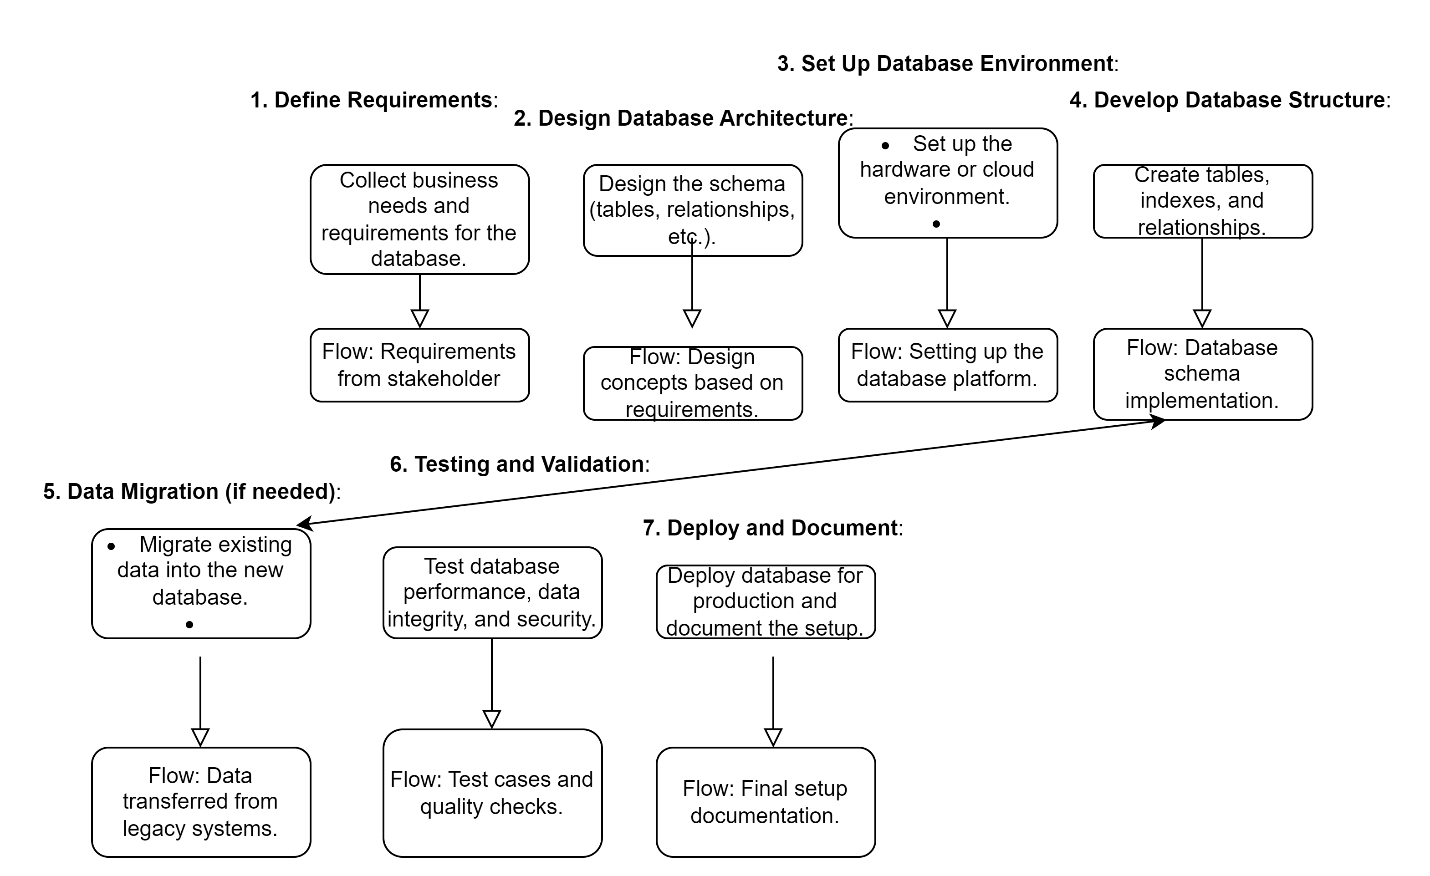 3. Set Up Database Environment:
1. Define Requirements:
4. Develop Database Structure:
2. Design Database Architecture:
Collect business
needs and
requirements for the
database.
Design the schema
(tables, relationships,
etc.).
• Set up the
hardware or cloud
environment.
•
Create tables,
indexes, and
relationships.
Flow: Requirements
from stakeholder
Flow: Design
concepts based on
requirements.
Flow: Setting up the
database platform.
Flow: Database
schema
implementation.
6. Testing and Validation:
5. Data Migration (if needed):
7. Deploy and Document:
• Migrate existing
data into the new
database.
•
Test database
performance, data
integrity, and security.
Deploy database for
production and
document the setup.
Flow: Data
transferred from
legacy systems.
Flow: Test cases and
quality checks.
Flow: Final setup
documentation.